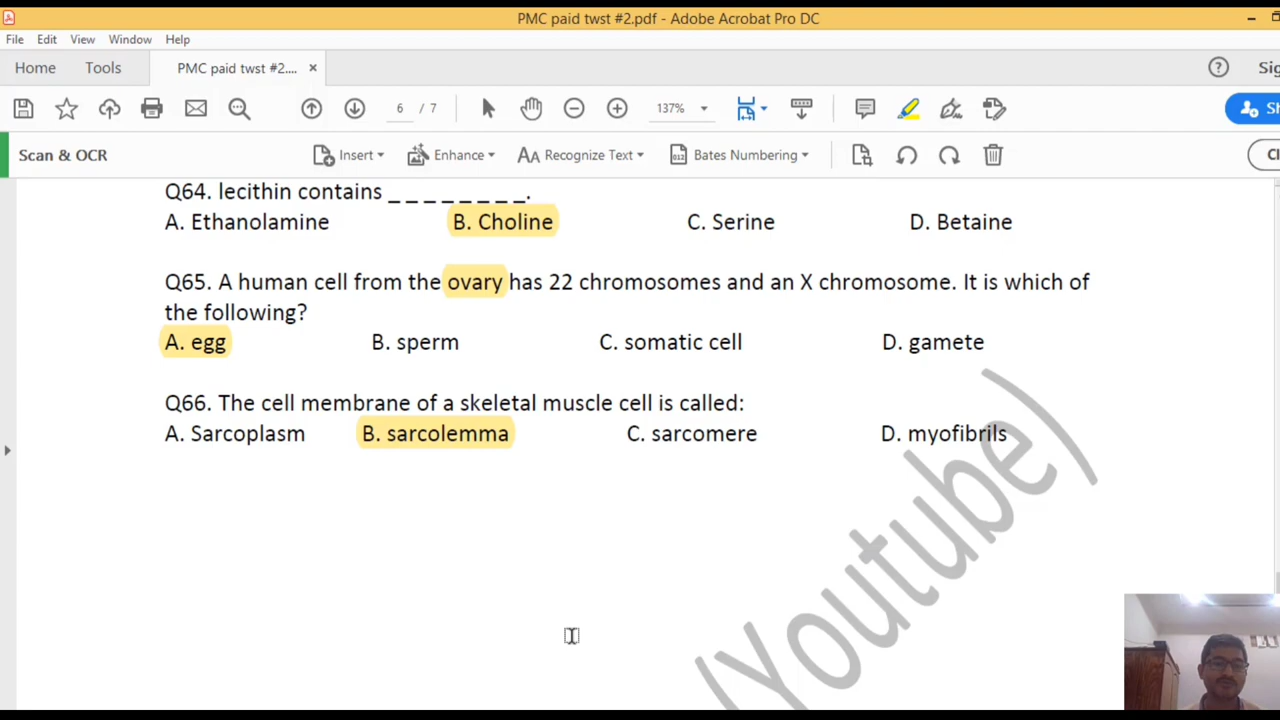 PMC paid twst #2.pdf - Adobe Acrobat Pro DC
File Edit View Window Help
Home Tools PMC paid twst #2....
6 / 7 137%
Scan & OCR Insert Enhance Recognize Text Bates Numbering
Q64. lecithin contains _ _ _ _ _ _ _ _.
A. Ethanolamine B. Choline C. Serine D. Betaine
Q65. A human cell from the ovary has 22 chromosomes and an X chromosome. It is which of
the following?
A. egg B. sperm C. somatic cell D. gamete
Q66. The cell membrane of a skeletal muscle cell is called:
A. Sarcoplasm B. sarcolemma C. sarcomere D. myofibrils
(Youtube)